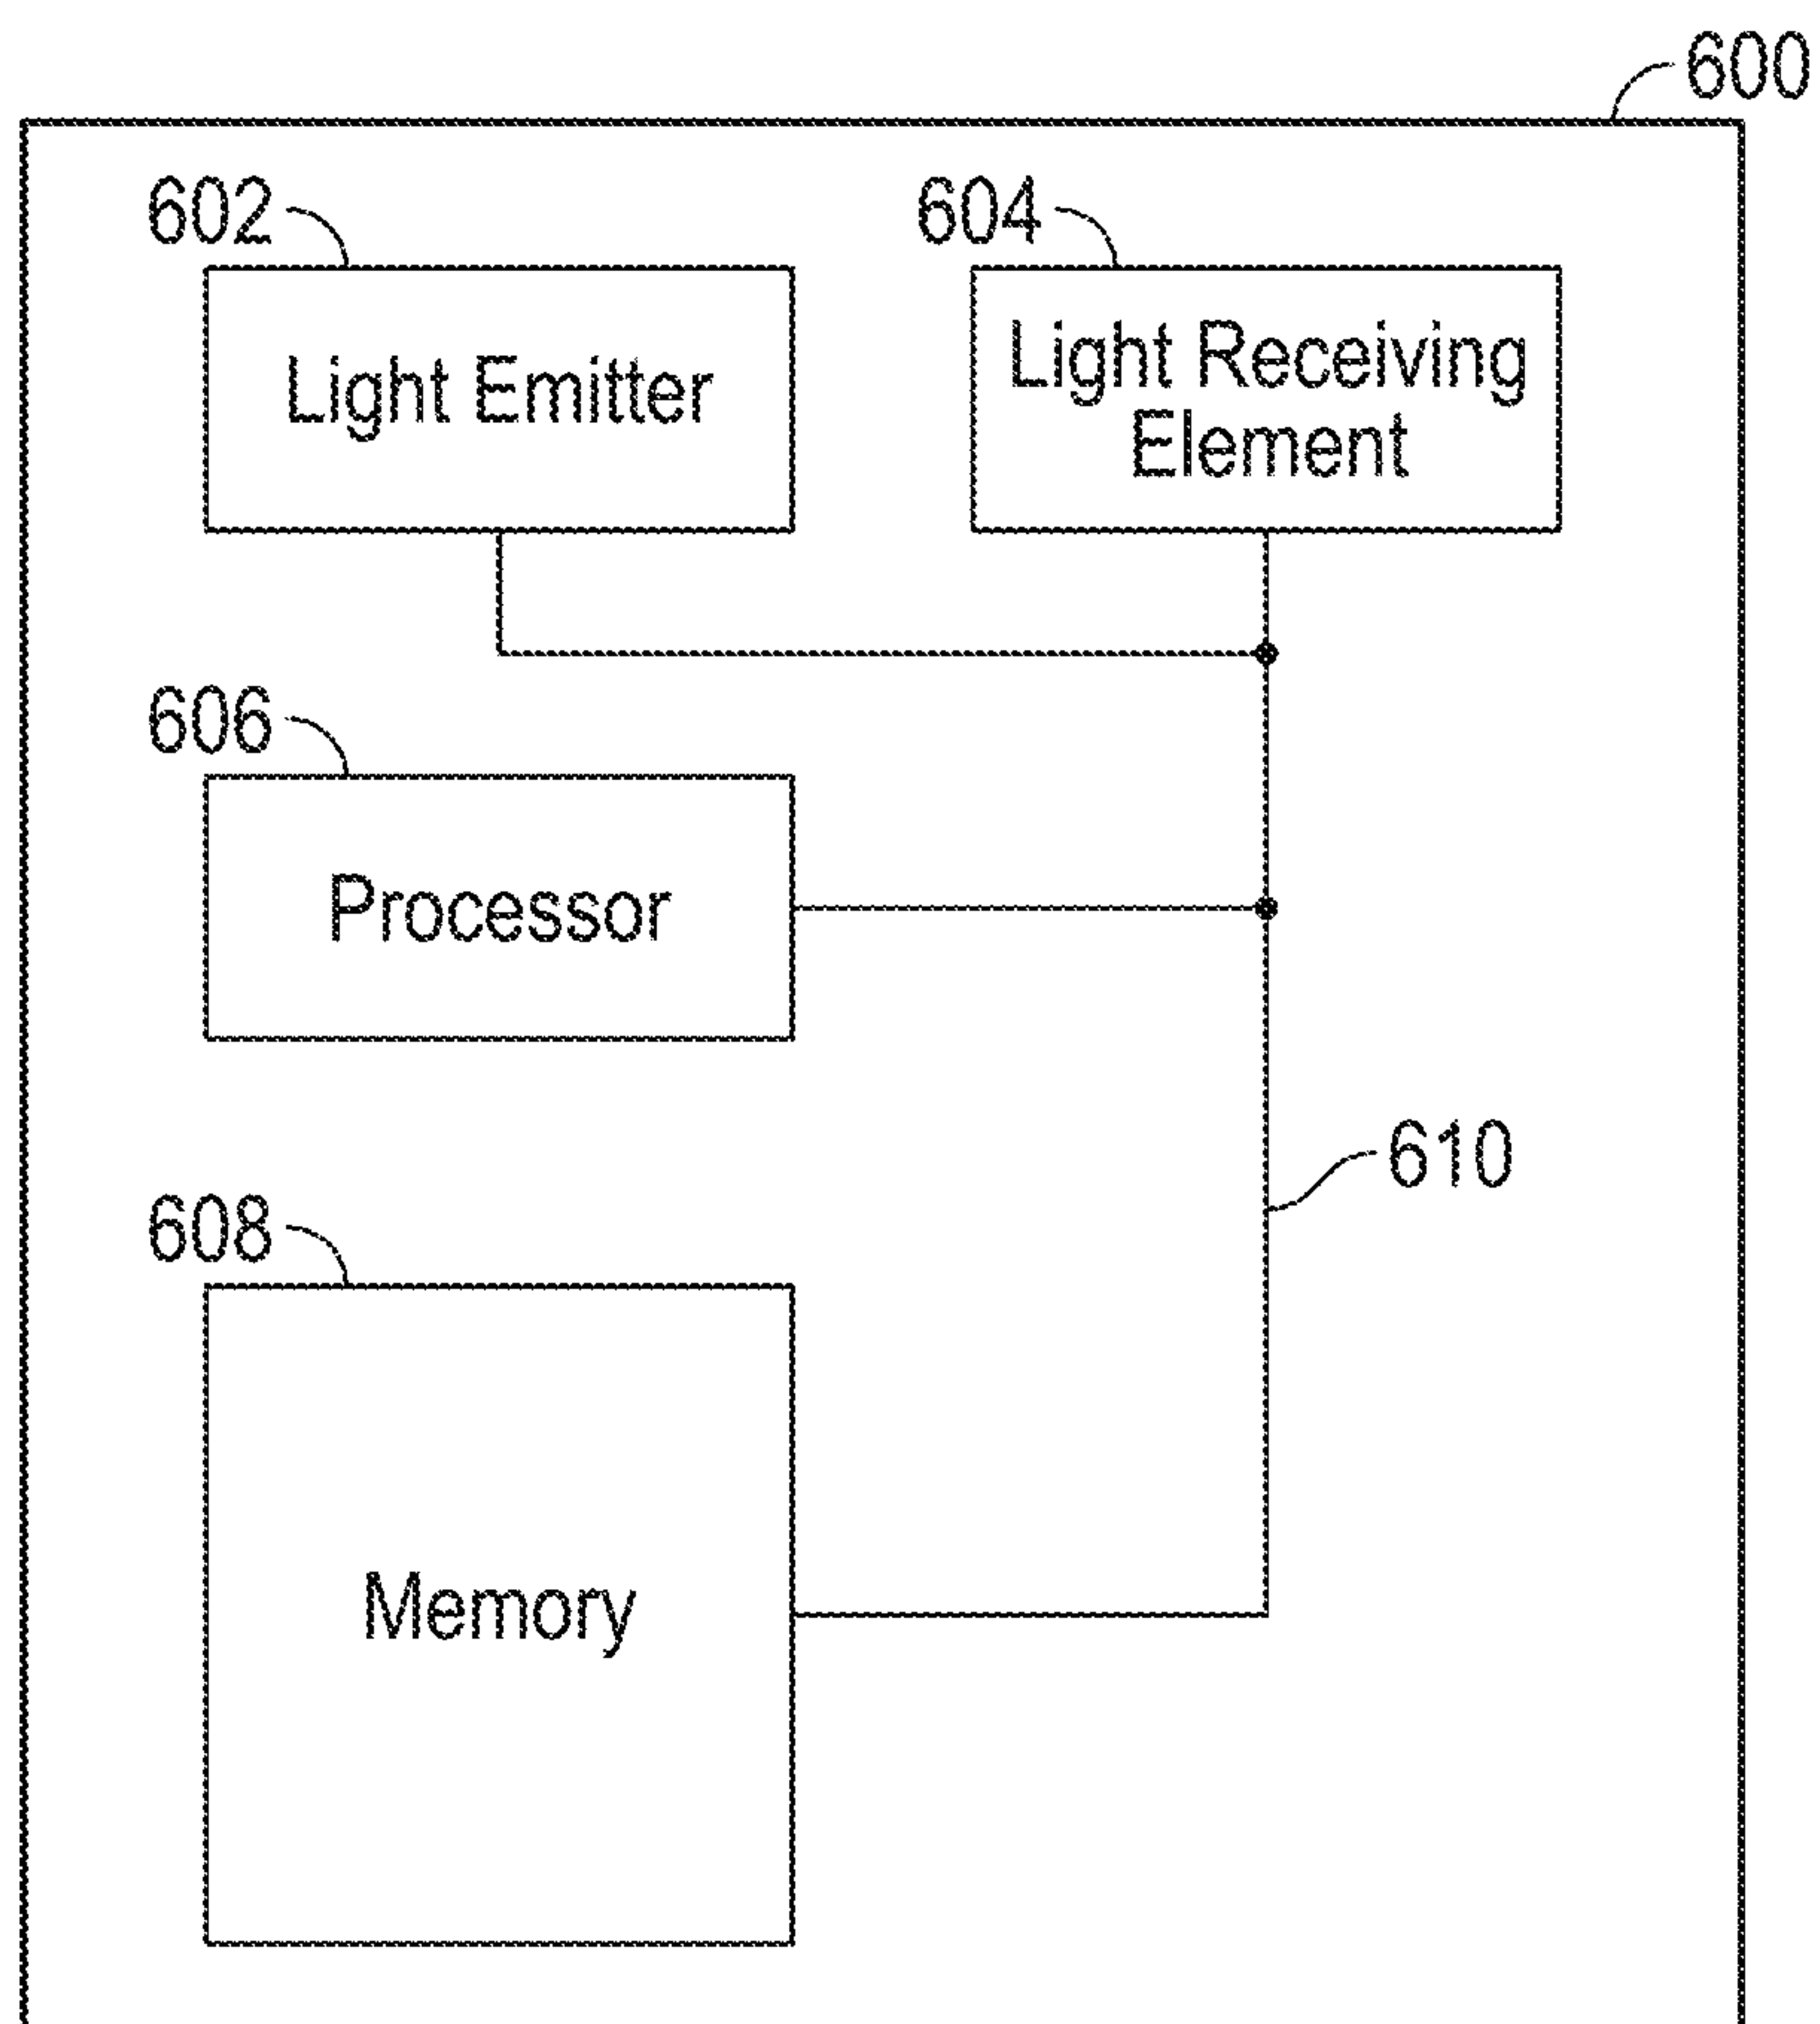 600
602
604
Light Emitter
Light Receiving
Element
606
Processor
610
608
Memory